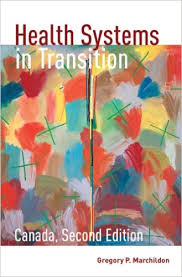 Health Systems
in Transition
Canada, Second Edition
Gregory P. Marchildon